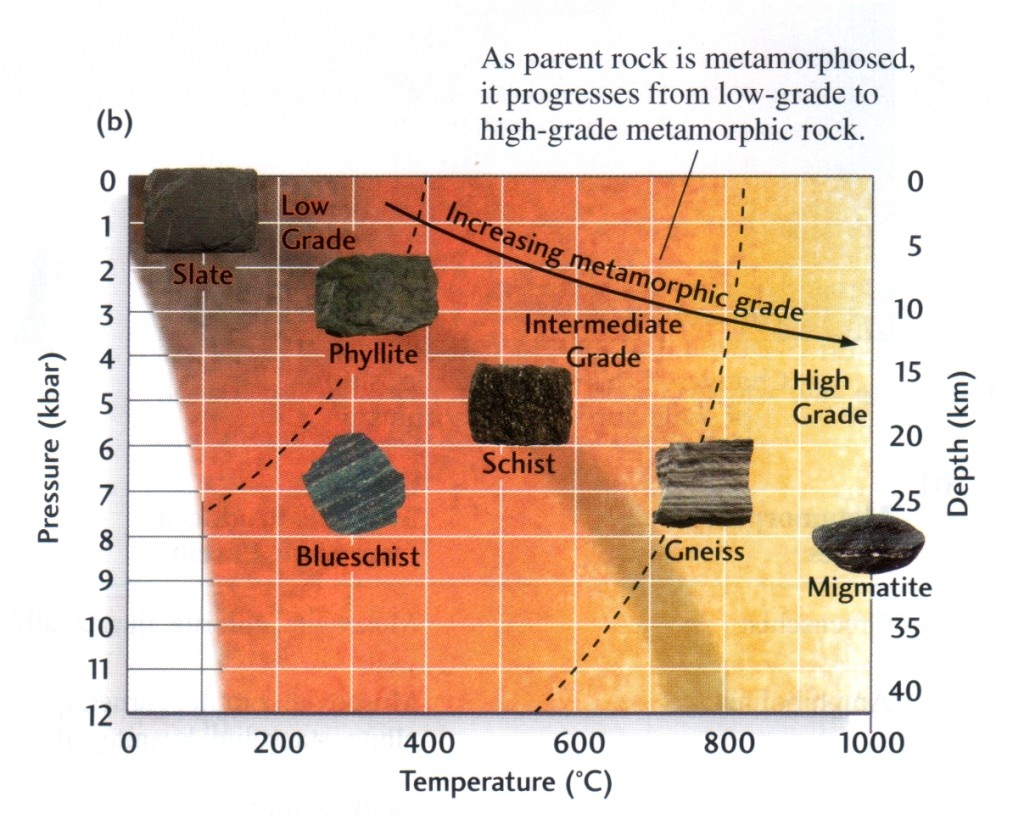 As parent rock is metamorphosed,
it progresses from low-grade to
high-grade metamorphic rock.
(b)
0
1
2
3
4
5
6
7
8
9
10
11
12
Pressure (kbar)
0
5
10
15
20
25
35
40
Depth (km)
Low
Grade
Slate
Increasing metamorphic grade
Phyllite
Intermediate
Grade
High
Grade
Schist
Blueschist
Gneiss
Migmatite
0
200
400
600
800
1000
Temperature (°C)